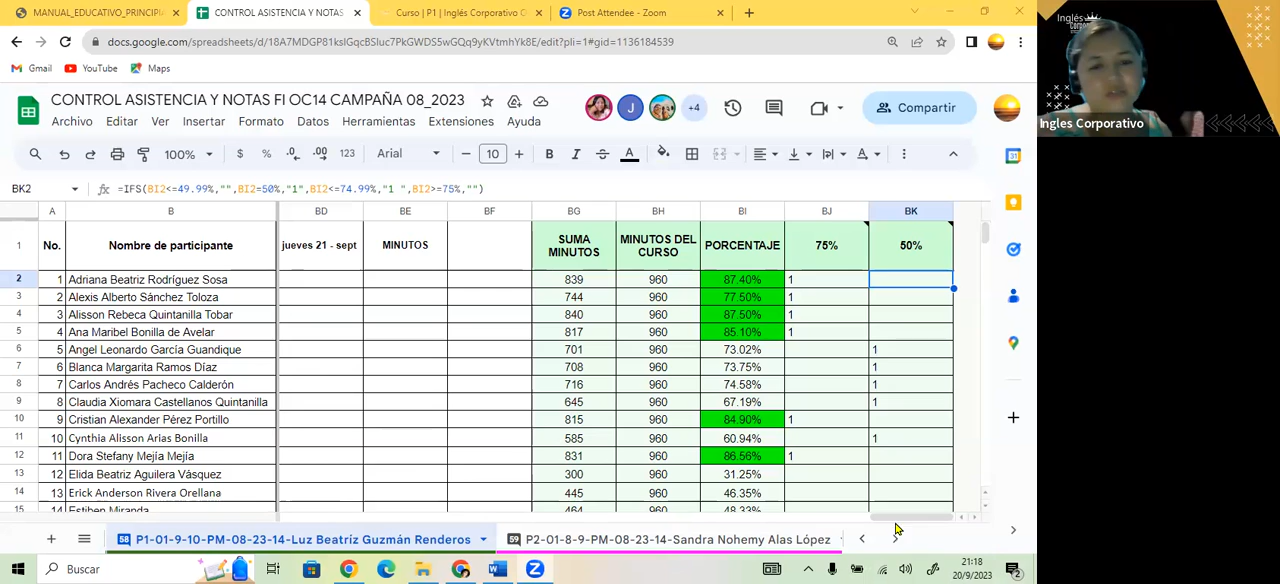 MANUAL_EDUCATIVO_PRINCIPI
CONTROL ASISTENCIA Y NOTAS
Curso | P1 | Inglés Corporativo C
Post Attendee - Zoom
docs.google.com/spreadsheets/d/18A7MDGP81kslGqcBSluc7PkGWDS5wGQq9yKVtmhYk8E/edit?pli=1#gid=1136184539
Gmail YouTube Maps
CONTROL ASISTENCIA Y NOTAS FI OC14 CAMPAÑA 08_2023
J +4 Compartir
Archivo Editar Ver Insertar Formato Datos Herramientas Extensiones Ayuda
100% $ % .0 .00 123 Arial 10 B I A
BK2 fx =IFS(BI2<=49.99%,"",BI2=50%,"1",BI2<=74.99%,"1 ",BI2>=75%,"")
A B BD BE BF BG BH BI BJ BK
1 No. Nombre de participante jueves 21 - sept MINUTOS SUMA MINUTOS MINUTOS DEL CURSO PORCENTAJE 75% 50%
2 1 Adriana Beatriz Rodríguez Sosa 839 960 87.40% 1
3 2 Alexis Alberto Sánchez Toloza 744 960 77.50% 1
4 3 Alisson Rebeca Quintanilla Tobar 840 960 87.50% 1
5 4 Ana Maribel Bonilla de Avelar 817 960 85.10% 1
6 5 Angel Leonardo García Guandique 701 960 73.02% 1
7 6 Blanca Margarita Ramos Díaz 708 960 73.75% 1
8 7 Carlos Andrés Pacheco Calderón 716 960 74.58% 1
9 8 Claudia Xiomara Castellanos Quintanilla 645 960 67.19% 1
10 9 Cristian Alexander Pérez Portillo 815 960 84.90% 1
11 10 Cynthia Alisson Arias Bonilla 585 960 60.94% 1
12 11 Dora Stefany Mejía Mejía 831 960 86.56% 1
13 12 Elida Beatriz Aguilera Vásquez 300 960 31.25%
14 13 Erick Anderson Rivera Orellana 445 960 46.35%
15 14 Estiben Miranda 464 960 48.33%
58 P1-01-9-10-PM-08-23-14-Luz Beatriz Guzmán Renderos
59 P2-01-8-9-PM-08-23-14-Sandra Nohemy Alas López
Buscar
21:18
20/9/2023
2
Inglés
Ingles Corporativo